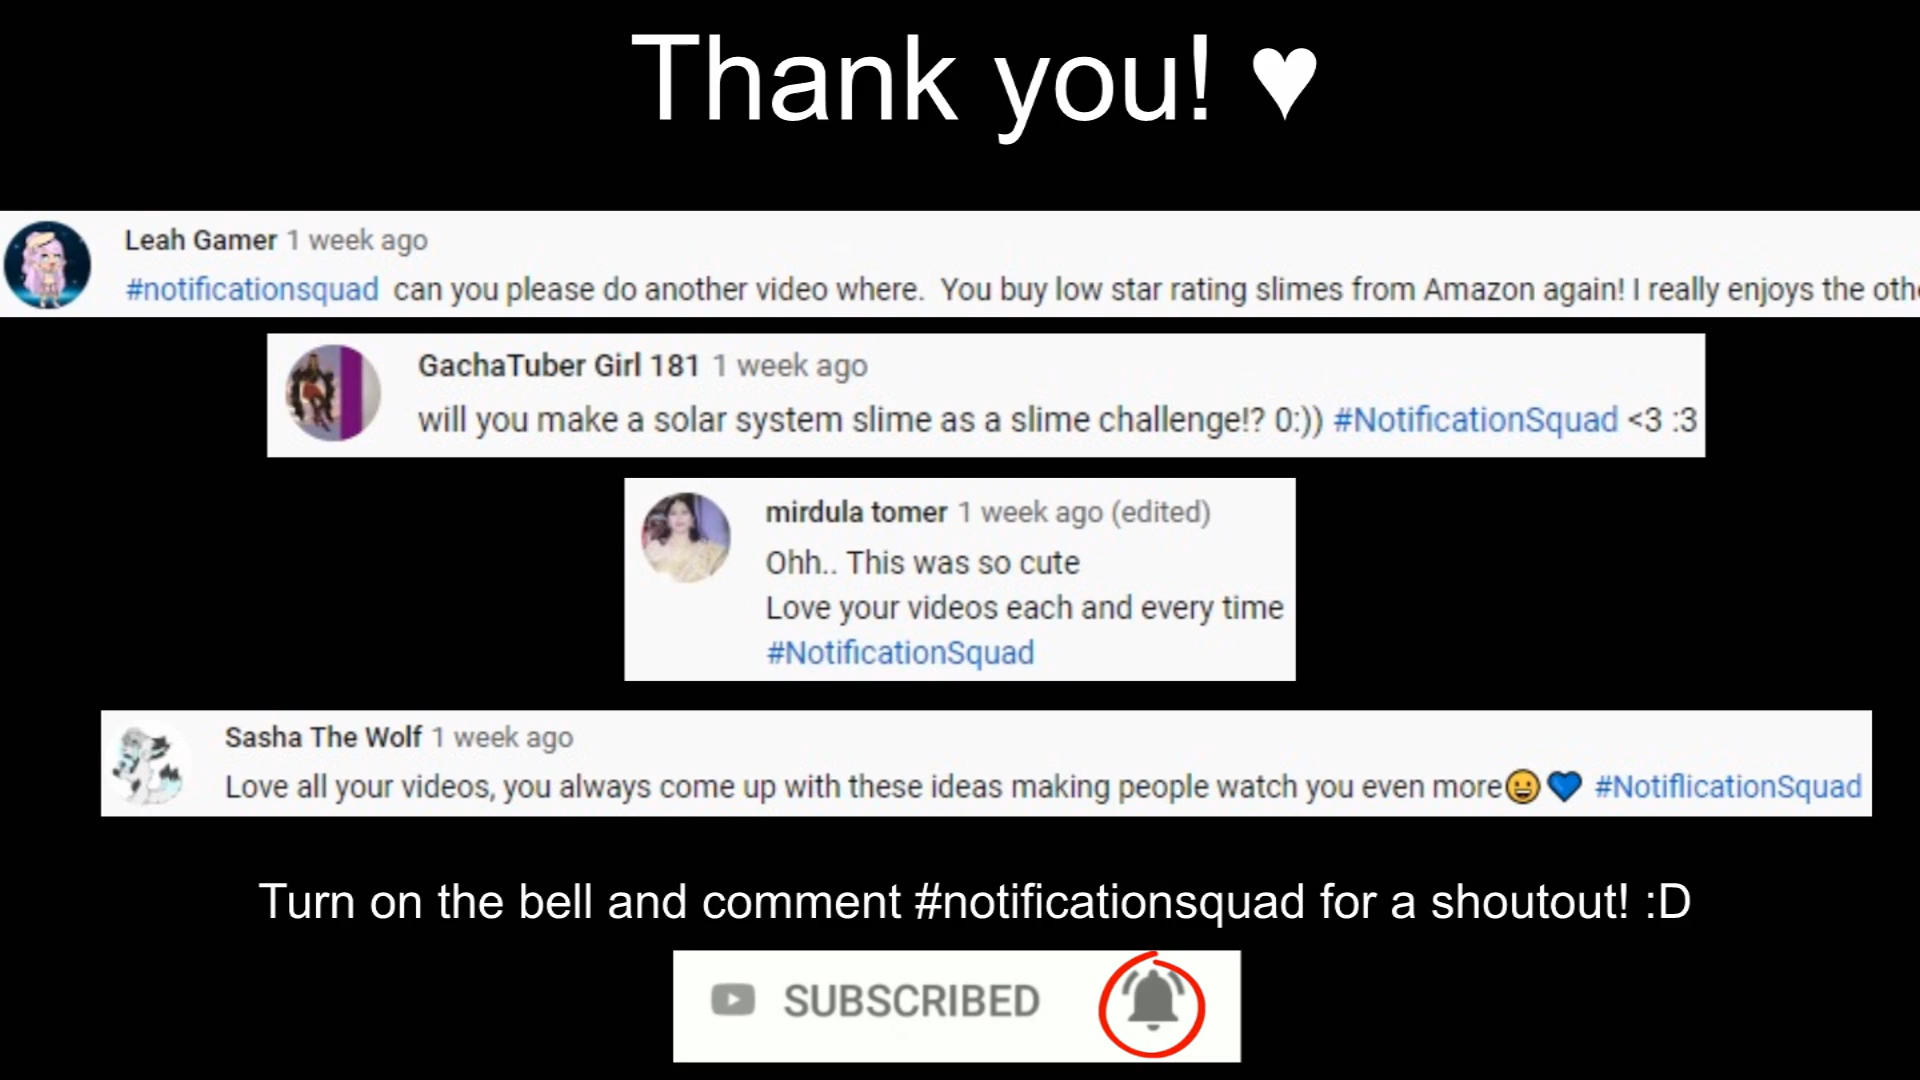 Thank you! ♥
Leah Gamer 1 week ago
#notificationsquad can you please do another video where. You buy low star rating slimes from Amazon again! I really enjoys the
GachaTuber Girl 181 1 week ago
will you make a solar system slime as a slime challenge!? 0:)) #NotificationSquad <3 :3
mirdula tomer 1 week ago (edited)
Ohh.. This was so cute
Love your videos each and every time
#NotificationSquad
Sasha The Wolf 1 week ago
Love all your videos, you always come up with these ideas making people watch you even more😀💙 #NotiflicationSquad
Turn on the bell and comment #notificationsquad for a shoutout! :D
SUBSCRIBED